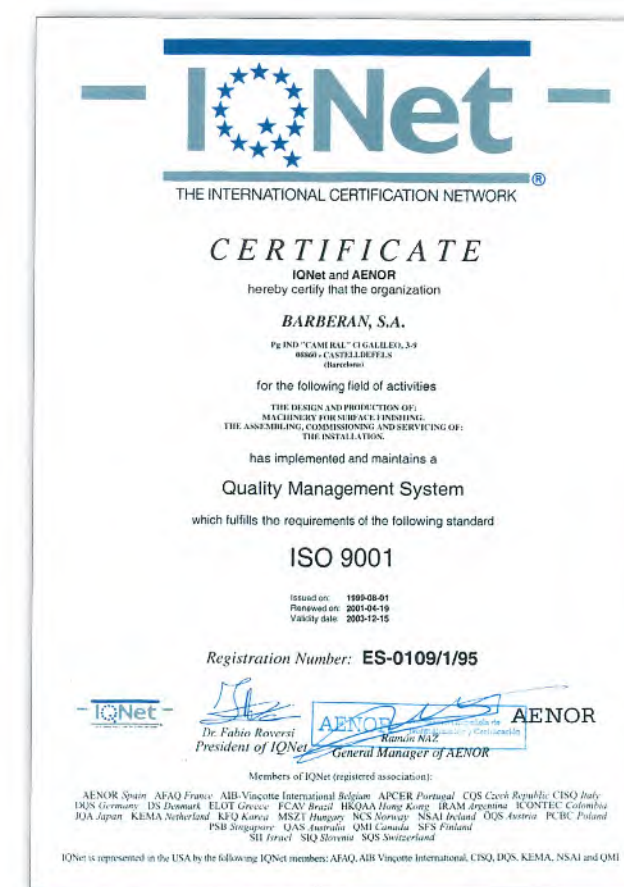 IQNet
®
THE INTERNATIONAL CERTIFICATION NETWORK
CERTIFICATE
IQNet and AENOR
hereby certify that the organization
BARBERAN, S.A.
Pg IND "CAMI RAL" C/ GALILEO, 3-9
08860 - CASTELLDEFELS
(Barcelona)
for the following field of activities
THE DESIGN AND PRODUCTION OF:
MACHINERY FOR SURFACE FINISHING.
THE ASSEMBLING, COMMISSIONING AND SERVICING OF:
THE INSTALLATION.
has implemented and maintains a
Quality Management System
which fulfills the requirements of the following standard
ISO 9001
Issued on: 1999-08-01
Renewed on: 2001-04-19
Validity date: 2003-12-15
Registration Number: ES-0109/1/95
IQNet
AENOR
AENOR
Dr. Fabio Roversi
Ramón NAZ
President of IQNet
General Manager of AENOR
Members of IQNet (registered association):
AENOR Spain AFAQ France AIB-Vinçotte International Belgium APCER Portugal CQS Czech Republic CISQ Italy
DQS Germany DS Denmark ELOT Greece FCAV Brazil HKQAA Hong Kong IRAM Argentina ICONTEC Colombia
JQA Japan KEMA Netherland KFQ Korea MSZT Hungary NCS Norway NSAI Ireland ÖQS Austria PCBC Poland
PSB Singapore QAS Australia QMI Canada SFS Finland
SII Israel SIQ Slovenia SQS Switzerland
IQNet is represented in the USA by the following IQNet members: AFAQ, AIB Vinçotte International, CISQ, DQS, KEMA, NSAI and QMI